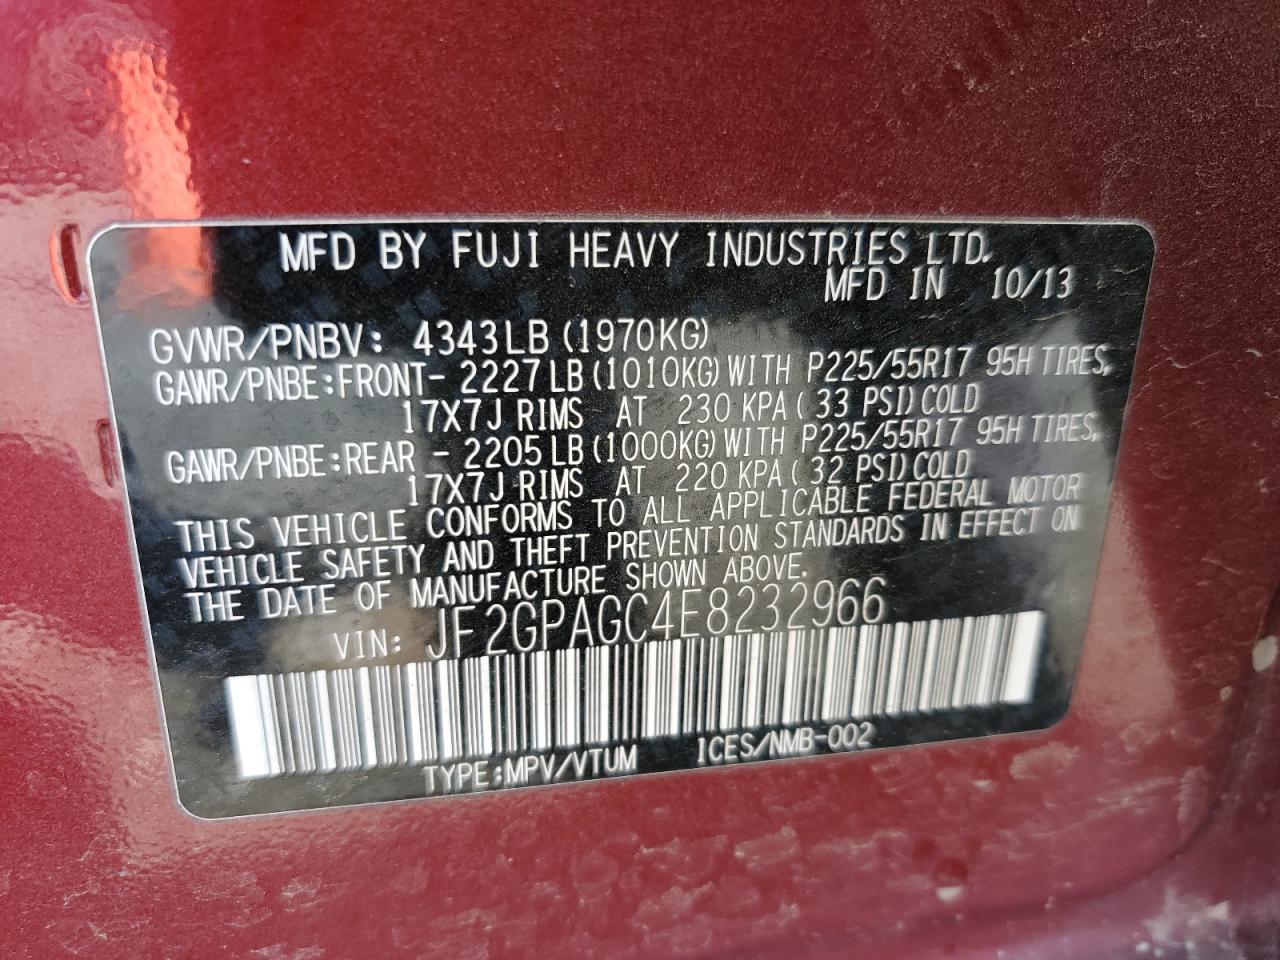 MFD BY FUJI HEAVY INDUSTRIES LTD.
MFD IN 10/13
GVWR/PNBV: 4343LB (1970KG)
GAWR/PNBE:FRONT- 2227LB(1010KG)WITH P225/55R17 95H TIRES,
17X7J RIMS AT 230 KPA( 33 PSI)COLD
GAWR/PNBE:REAR - 2205LB(1000KG)WITH P225/55R17 95H TIRES,
17X7J RIMS AT 220 KPA( 32 PSI)COLD
THIS VEHICLE CONFORMS TO ALL APPLICABLE FEDERAL MOTOR
VEHICLE SAFETY AND THEFT PREVENTION STANDARDS IN EFFECT ON
THE DATE OF MANUFACTURE SHOWN ABOVE.
VIN: JF2GPAGC4E8232966
TYPE:MPV/VTUM ICES/NMB-002